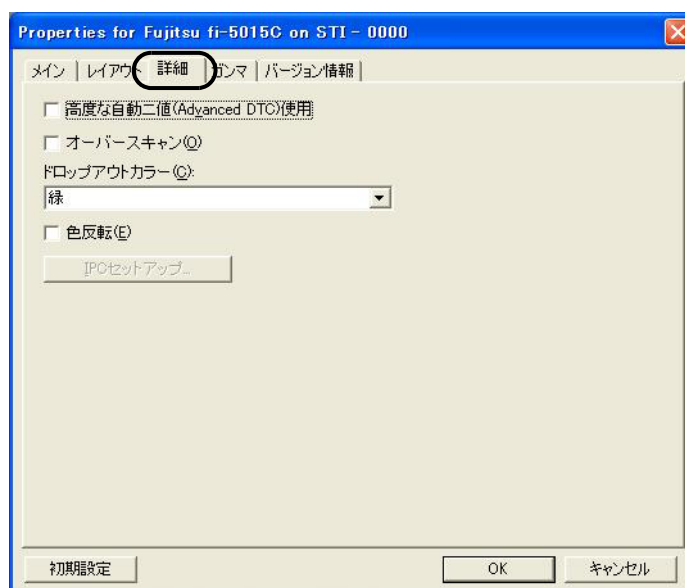 Properties for Fujitsu fi-5015C on STI - 0000
メイン レイアウト 詳細 ガンマ バージョン情報
高度な自動二値(Advanced DTC)使用
オーバースキャン(O)
ドロップアウトカラー(C):
緑
色反転(E)
IPCセットアップ...
初期設定 OK キャンセル